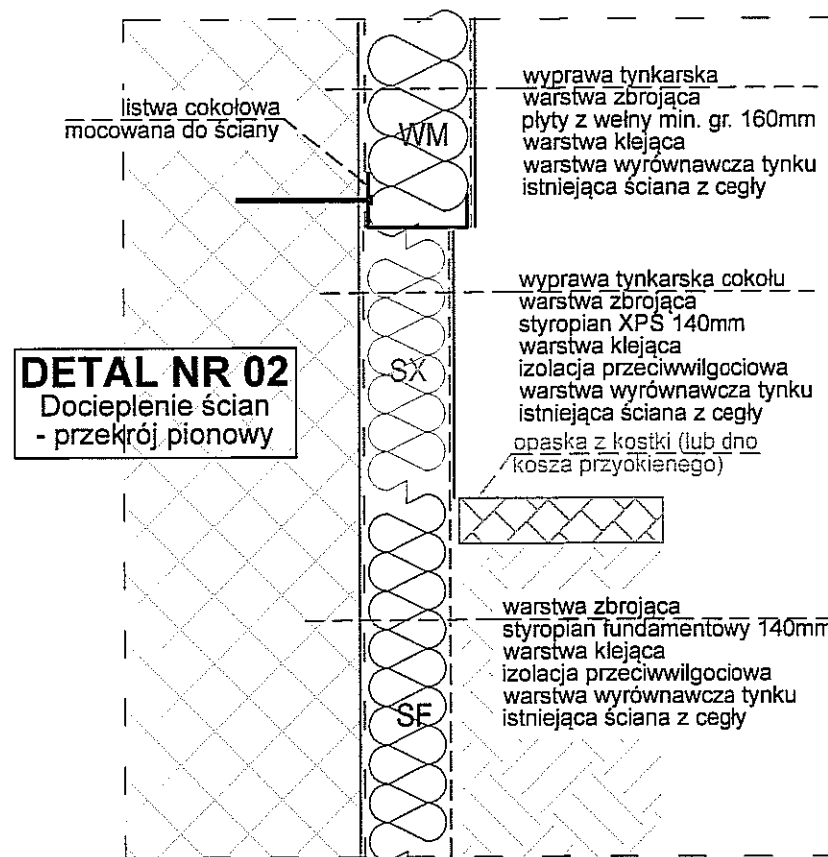 listwa cokołowa
mocowana do ściany
WM
wyprawa tynkarska
warstwa zbrojąca
płyty z wełny min. gr. 160mm
warstwa klejąca
warstwa wyrównawcza tynku
istniejąca ściana z cegły
wyprawa tynkarska cokołu
warstwa zbrojąca
styropian XPS 140mm
warstwa klejąca
izolacja przeciwwilgociowa
warstwa wyrównawcza tynku
istniejąca ściana z cegły
SX
DETAL NR 02
Docieplenie ścian
- przekrój pionowy
opaska z kostki (lub dno
kosza przyokienego)
warstwa zbrojąca
styropian fundamentowy 140mm
warstwa klejąca
izolacja przeciwwilgociowa
warstwa wyrównawcza tynku
istniejąca ściana z cegły
SF